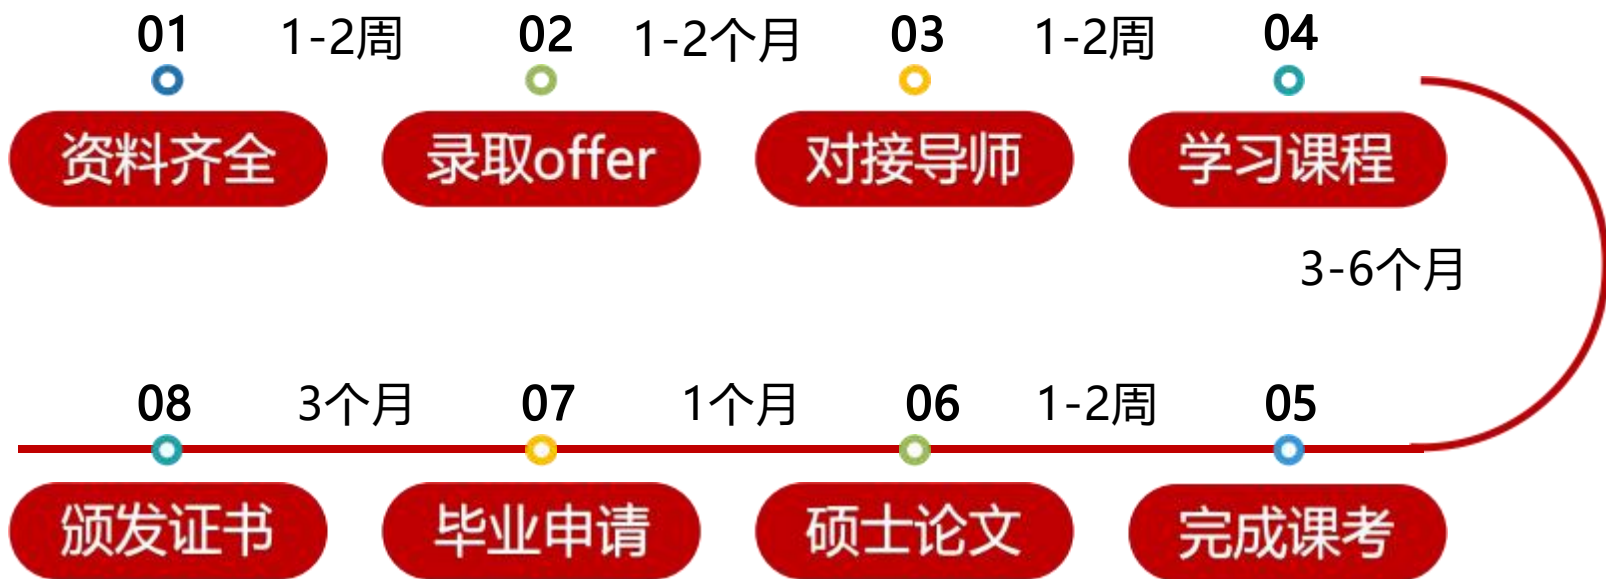 01 1-2周 02 1-2个月 03 1-2周 04
资料齐全 录取offer 对接导师 学习课程
3-6个月
08 3个月 07 1个月 06 1-2周 05
颁发证书 毕业申请 硕士论文 完成课考